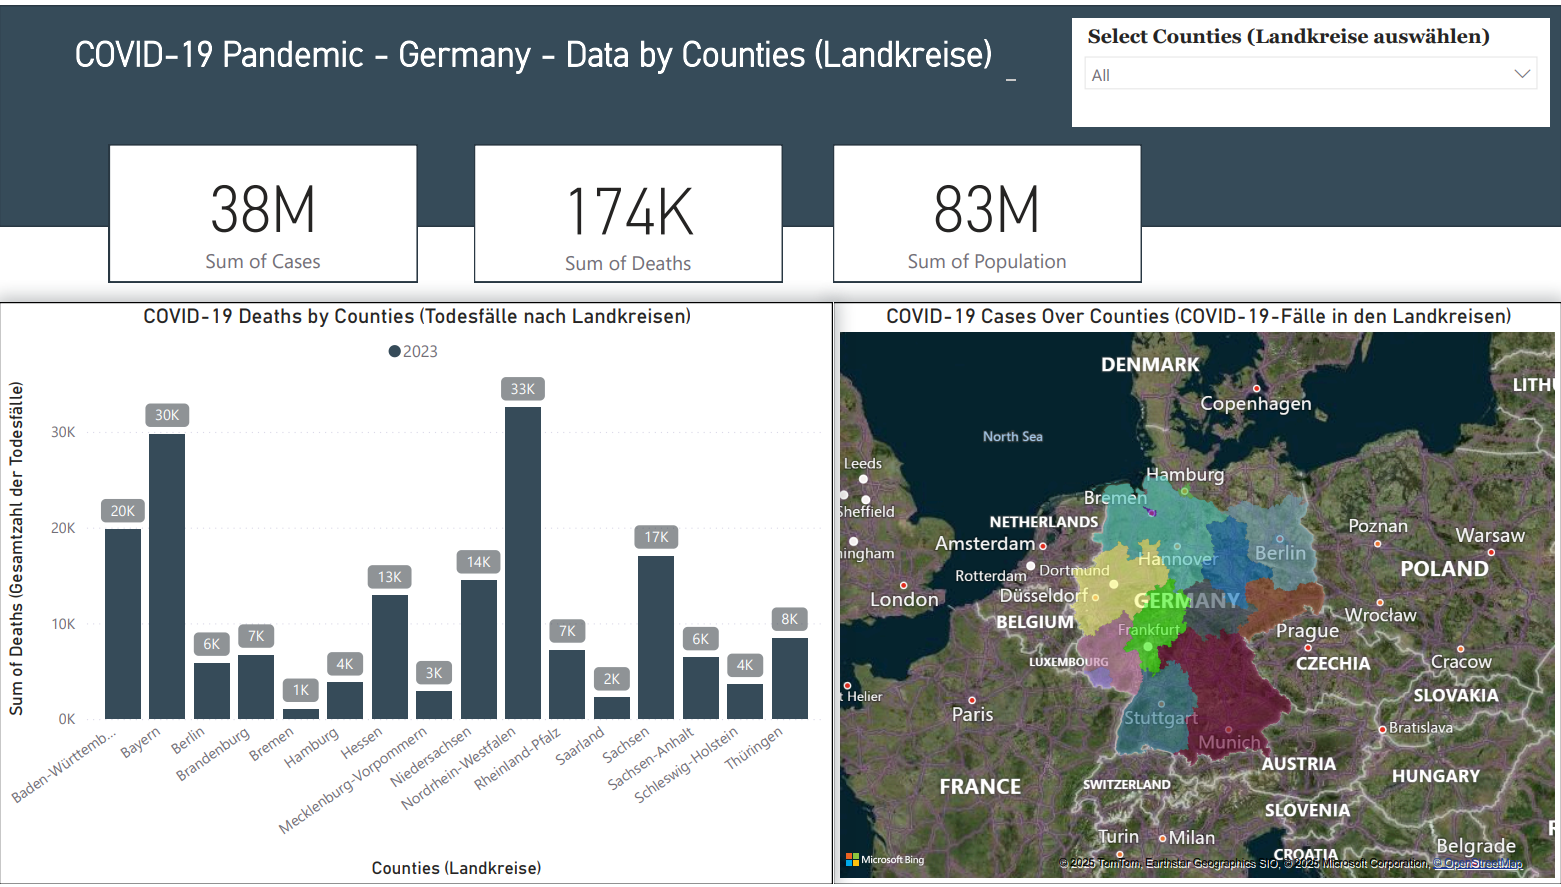 COVID-19 Pandemic - Germany - Data by Counties (Landkreise) _
Select Counties (Landkreise auswählen)
All
38M
Sum of Cases
174K
Sum of Deaths
83M
Sum of Population
COVID-19 Deaths by Counties (Todesfälle nach Landkreisen)
2023
Sum of Deaths (Gesamtzahl der Todesfälle)
30K
20K
10K
0K
20K
30K
6K
7K
1K
4K
13K
3K
14K
33K
7K
2K
17K
6K
4K
8K
Baden-Württemb...
Bayern
Berlin
Brandenburg
Bremen
Hamburg
Hessen
Mecklenburg-Vorpommern
Niedersachsen
Nordrhein-Westfalen
Rheinland-Pfalz
Saarland
Sachsen
Sachsen-Anhalt
Schleswig-Holstein
Thüringen
Counties (Landkreise)
COVID-19 Cases Over Counties (COVID-19-Fälle in den Landkreisen)
DENMARK
LITHU
Copenhagen
North Sea
Leeds
Hamburg
Bremen
Sheffield
NETHERLANDS
Poznan
Warsaw
Amsterdam
ingham
Hannover
Berlin
Rotterdam
Dortmund
POLAND
London
Düsseldorf
GERMANY
Wrocław
BELGIUM
Frankfurt
Prague
LUXEMBOURG
CZECHIA
Cracow
t Helier
SLOVAKIA
Paris
Stuttgart
Bratislava
Munich
AUSTRIA
FRANCE
SWITZERLAND
HUNGARY
SLOVENIA
Turin
Milan
CROATIA
Belgrade
Microsoft Bing
© 2025 TomTom, Earthstar Geographics SIO, © 2025 Microsoft Corporation, © OpenStreetMap